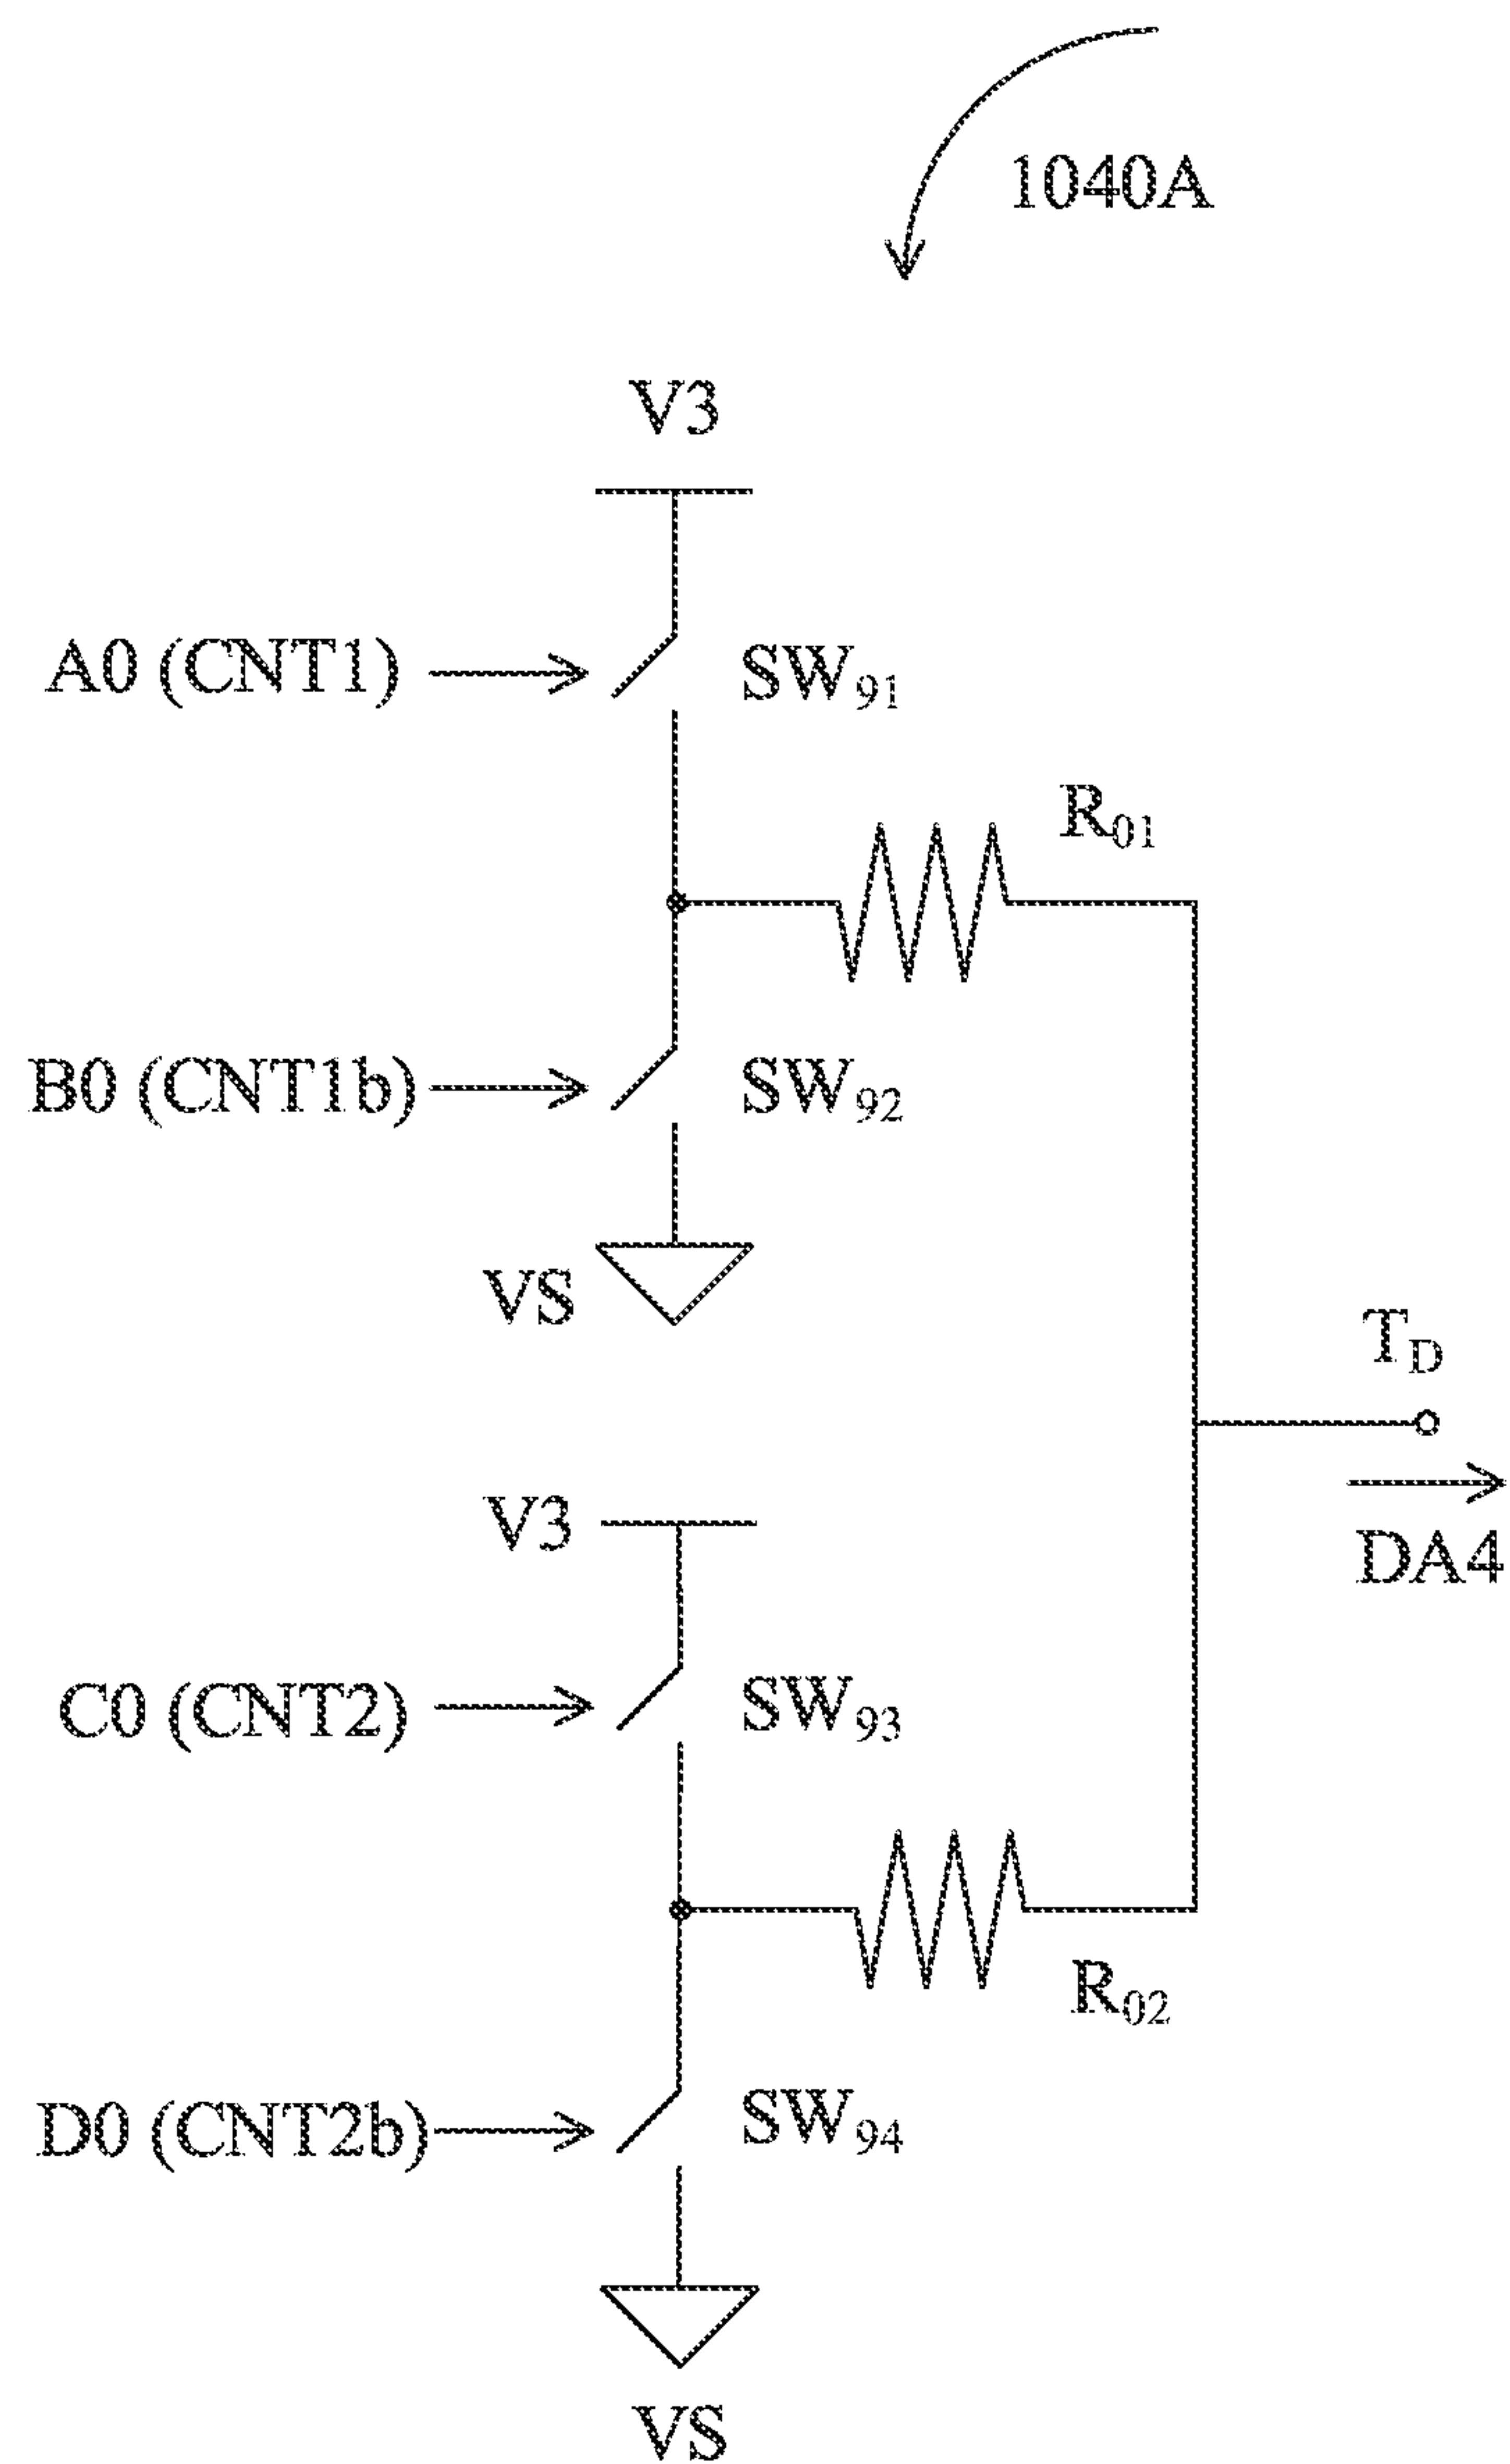 1040A
V3
A0 (CNT1)
SW91
R01
B0 (CNT1b)
SW92
VS
TD
V3
DA4
C0 (CNT2)
SW93
R02
D0 (CNT2b)
SW94
VS